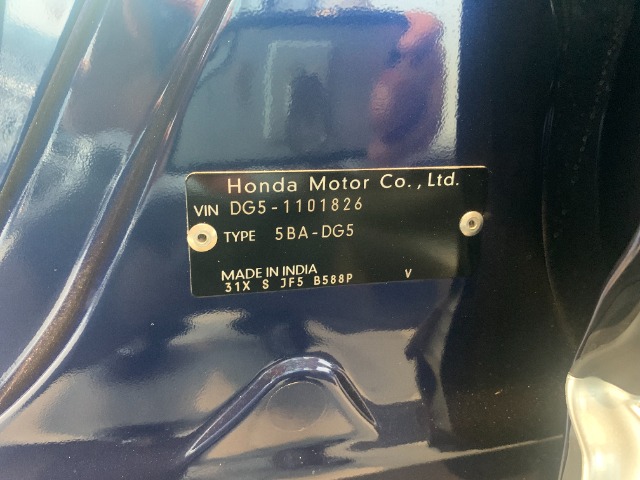 Honda Motor Co., Ltd.
VIN DG5-1101826
TYPE 5BA-DG5
MADE IN INDIA
31X S JF5 B588P V